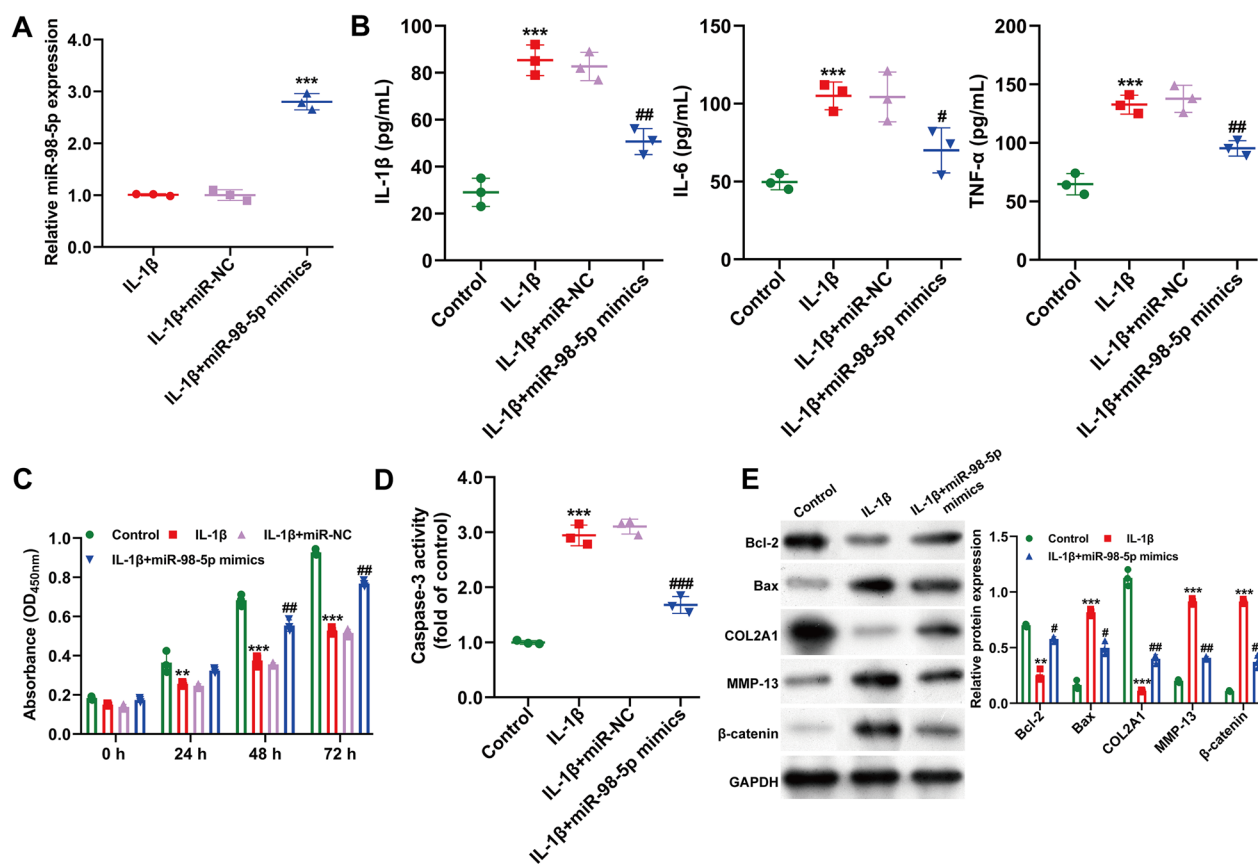 A
Relative miR-98-5p expression
4.0
3.0
2.0
1.0
0.0
***
IL-1β
IL-1β+miR-NC
IL-1β+miR-98-5p mimics
B
IL-1β (pg/mL)
100
80
60
40
20
0
***
##
Control
IL-1β
IL-1β+miR-NC
IL-1β+miR-98-5p mimics
IL-6 (pg/mL)
150
100
50
0
***
#
Control
IL-1β
IL-1β+miR-NC
IL-1β+miR-98-5p mimics
TNF-α (pg/mL)
200
150
100
50
0
***
##
Control
IL-1β
IL-1β+miR-NC
IL-1β+miR-98-5p mimics
C
Control IL-1β IL-1β+miR-NC
IL-1β+miR-98-5p mimics
Absorbance (OD450nm)
1.0
0.8
0.6
0.4
0.2
0.0
**
***
##
***
##
0 h 24 h 48 h 72 h
D
Caspase-3 activity
(fold of control)
4.0
3.0
2.0
1.0
0.0
***
###
Control
IL-1β
IL-1β+miR-NC
IL-1β+miR-98-5p mimics
E
Control
IL-1β
IL-1β+miR-98-5p
mimics
Bcl-2
Bax
COL2A1
MMP-13
β-catenin
GAPDH
Control IL-1β
IL-1β+miR-98-5p mimics
Relative protein expression
1.5
1.0
0.5
0.0
**
#
***
#
***
##
***
##
***
Bcl-2
Bax
COL2A1
MMP-13
β-catenin